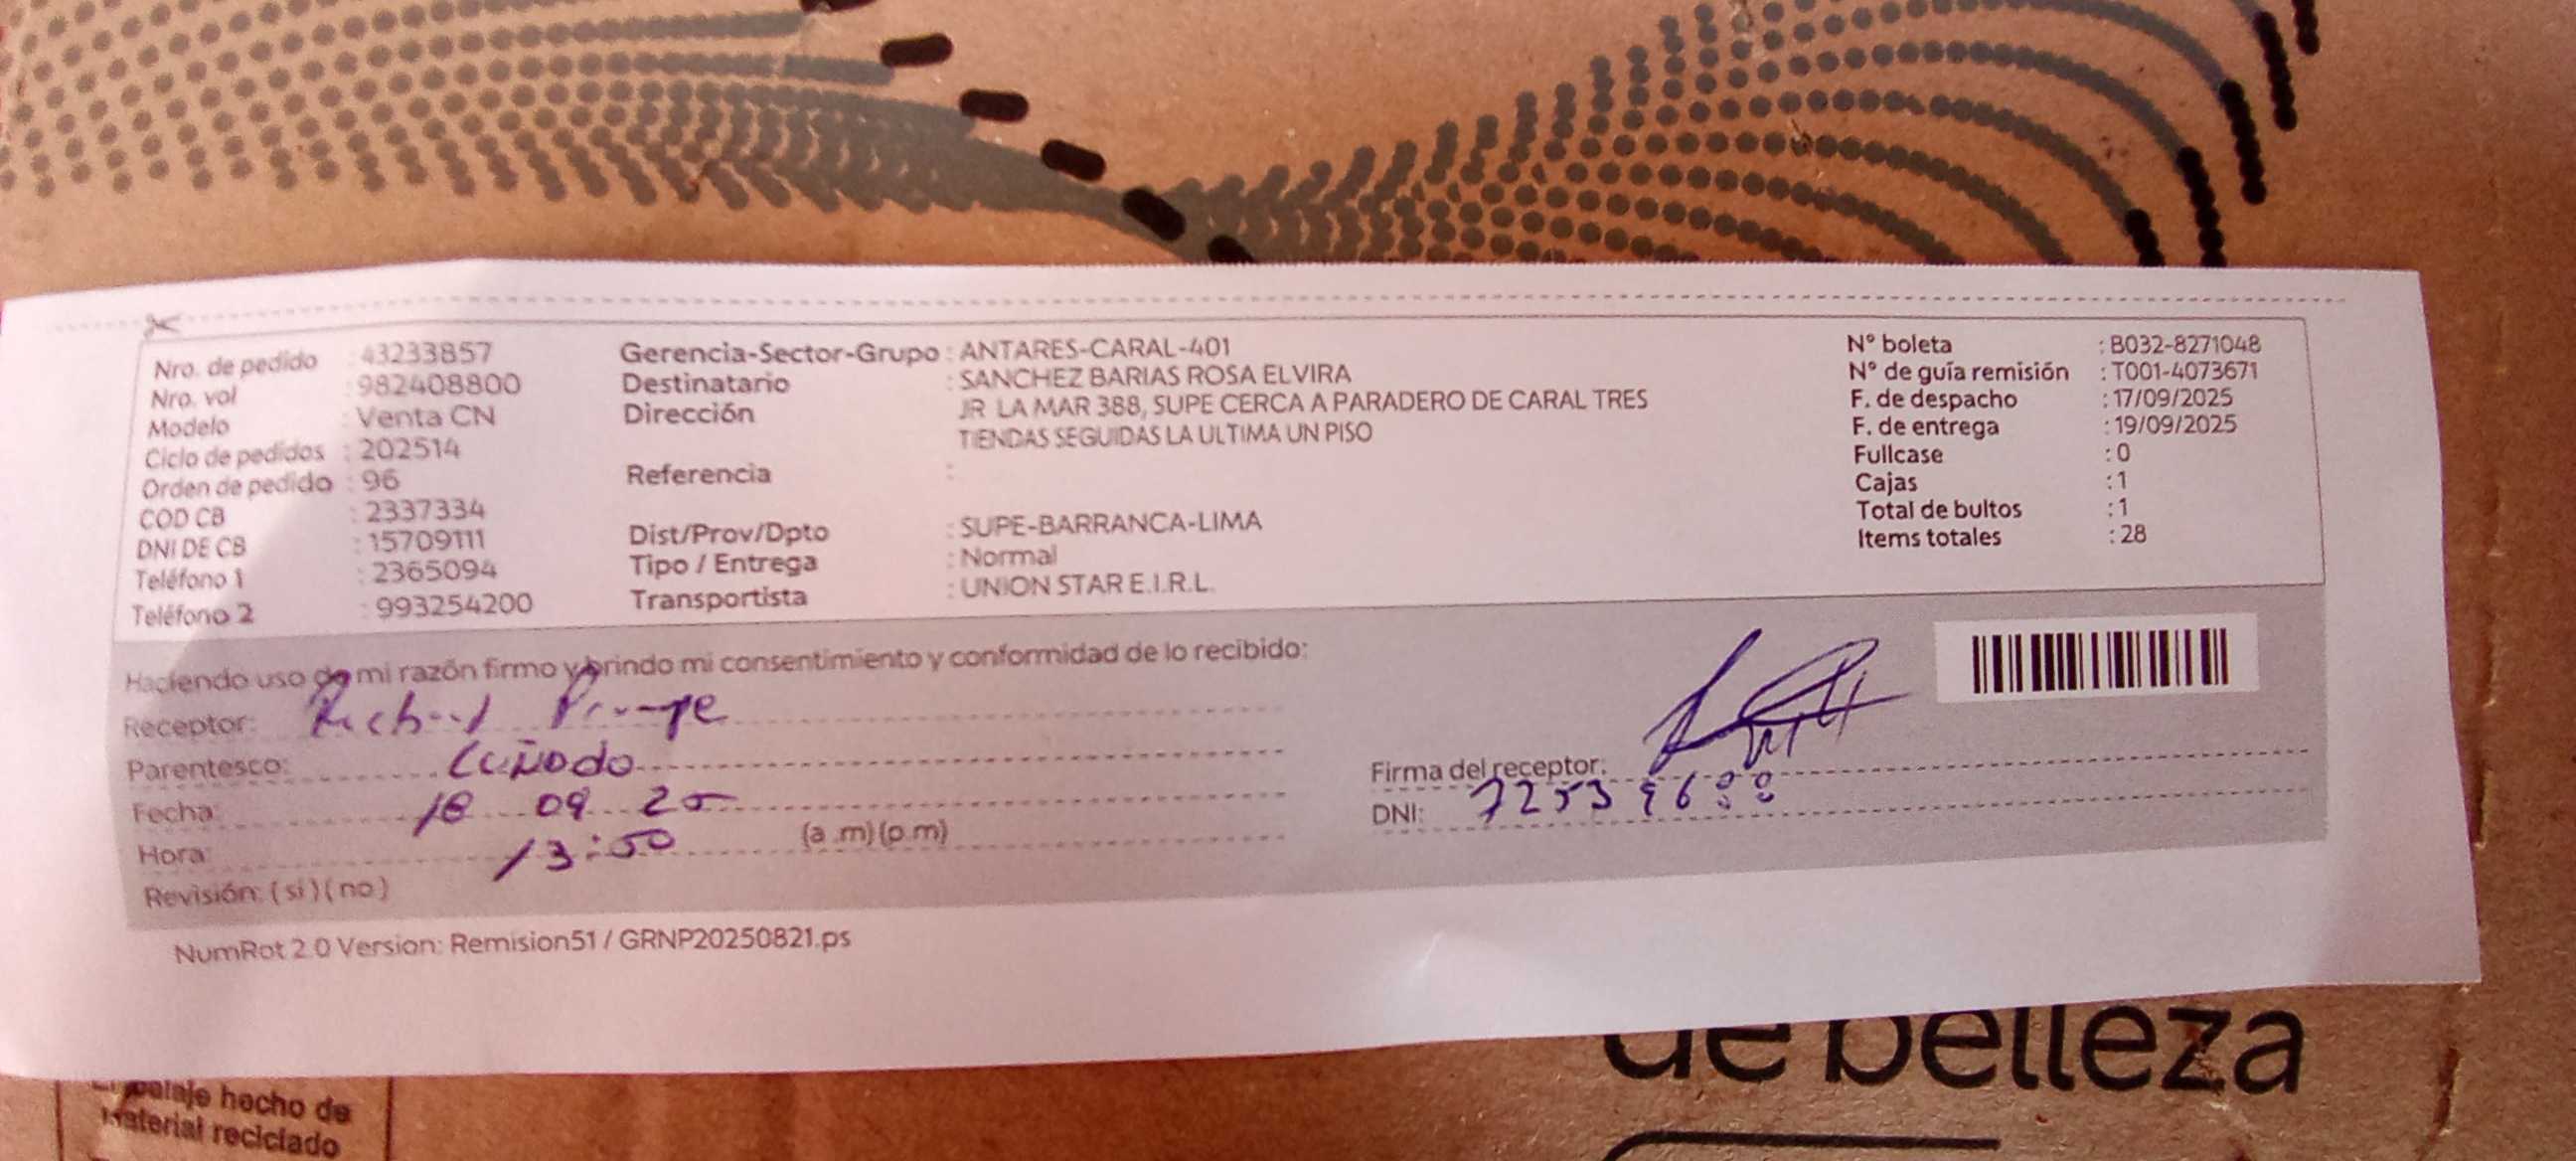 Nro. de pedido : 43233857
Nro. vol : 982408800
Modelo : Venta CN
Ciclo de pedidos : 202514
Orden de pedido : 96
COD CB : 2337334
DNI DE CB : 15709111
Teléfono 1 : 2365094
Teléfono 2 : 993254200
Gerencia-Sector-Grupo : ANTARES-CARAL-401
Destinatario : SANCHEZ BARIAS ROSA ELVIRA
Dirección JR LA MAR 388, SUPE CERCA A PARADERO DE CARAL TRES
TIENDAS SEGUIDAS LA ULTIMA UN PISO
Referencia :
Dist/Prov/Dpto : SUPE-BARRANCA-LIMA
Tipo / Entrega : Normal
Transportista : UNION STAR E.I.R.L.
N° boleta : B032-8271048
N° de guía remisión : T001-4073671
F. de despacho : 17/09/2025
F. de entrega : 19/09/2025
Fullcase : 0
Cajas : 1
Total de bultos : 1
Items totales : 28
Haciendo uso de mi razón firmo y brindo mi consentimiento y conformidad de lo recibido:
Receptor: Richard
Parentesco: Cuñado
Fecha: 18 09 25
Hora: 13:50 (a .m) (p.m)
Revisión: ( si ) ( no )
Firma del receptor:
DNI:
NumRot 2.0 Version: Remision51 / GRNP20250821.ps
de belleza
hecho de
Material reciclado